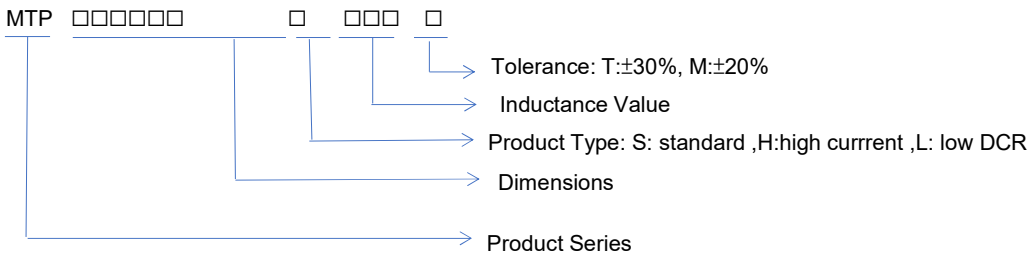 MTP □□□□□□ □ □□□ □
Tolerance: T:±30%, M:±20%
Inductance Value
Product Type: S: standard ,H:high currrent ,L: low DCR
Dimensions
Product Series